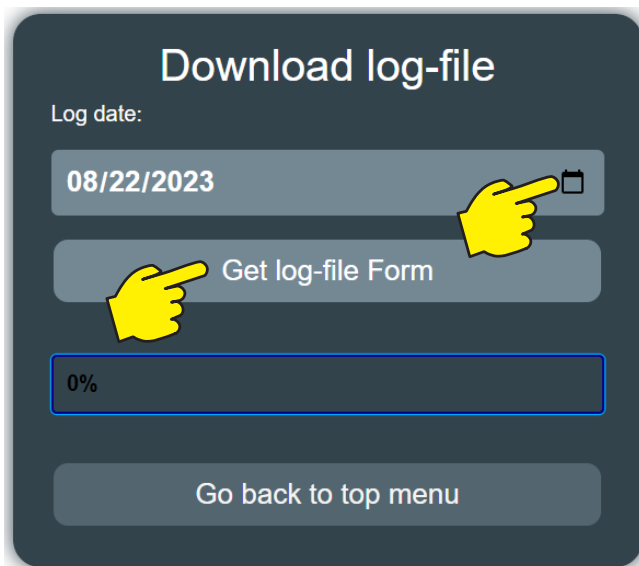 Download log-file
Log date:
08/22/2023
Get log-file Form
0%
Go back to top menu